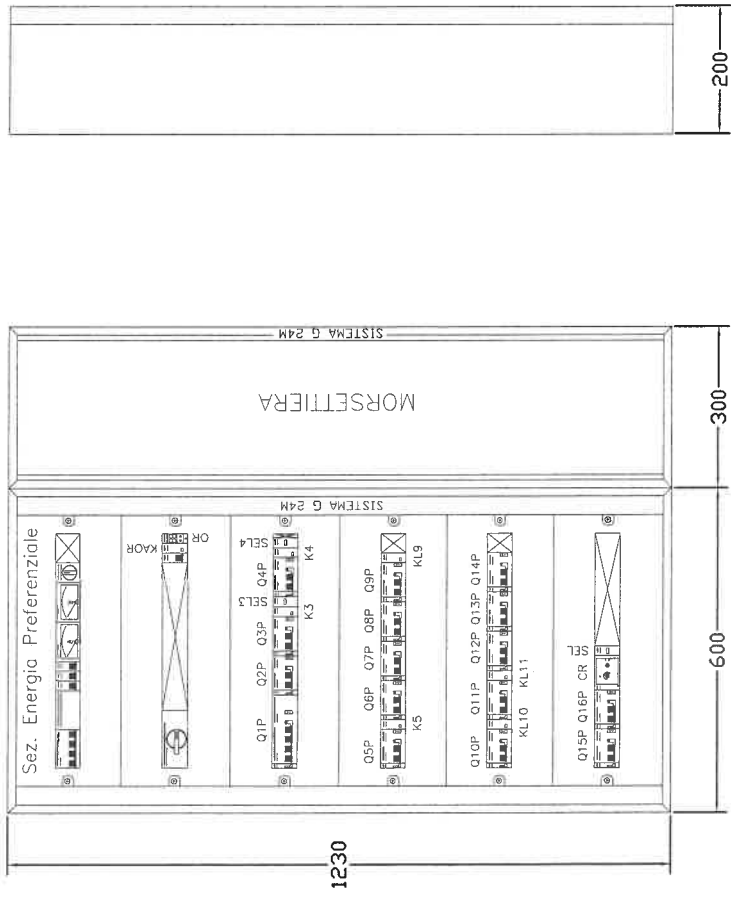 Sez. Energia Preferenziale
KAOR
OR
Q1P
Q2P
Q3P
SEL3
Q4P
SEL4
K3
K4
Q5P
Q6P
Q7P
Q8P
Q9P
K5
KL9
Q10P
Q11P
Q12P
Q13P
Q14P
KL10
KL11
Q15P
Q16P
CR
SEL
SISTEMA G 24M
MORSETTIERA
SISTEMA G 24M
1230
600
300
200